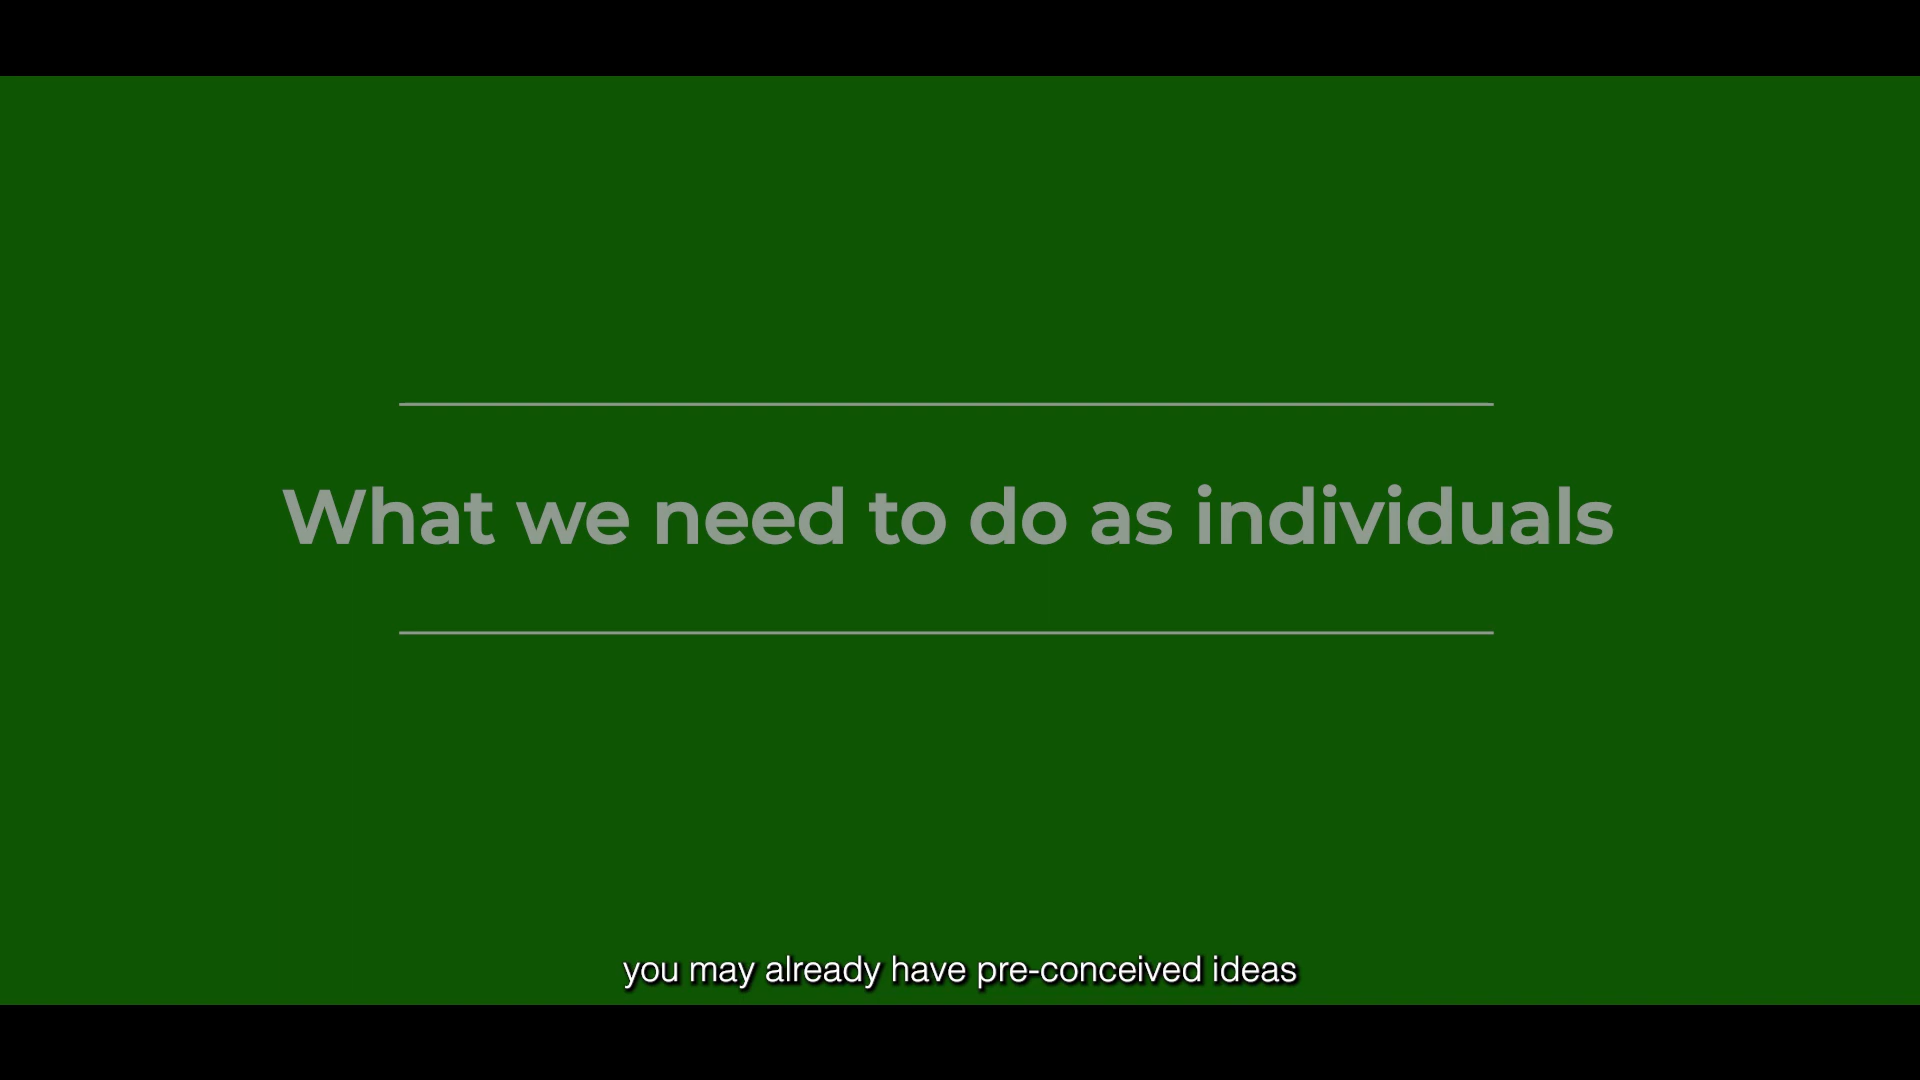 What we need to do as individuals
you may already have pre-conceived ideas